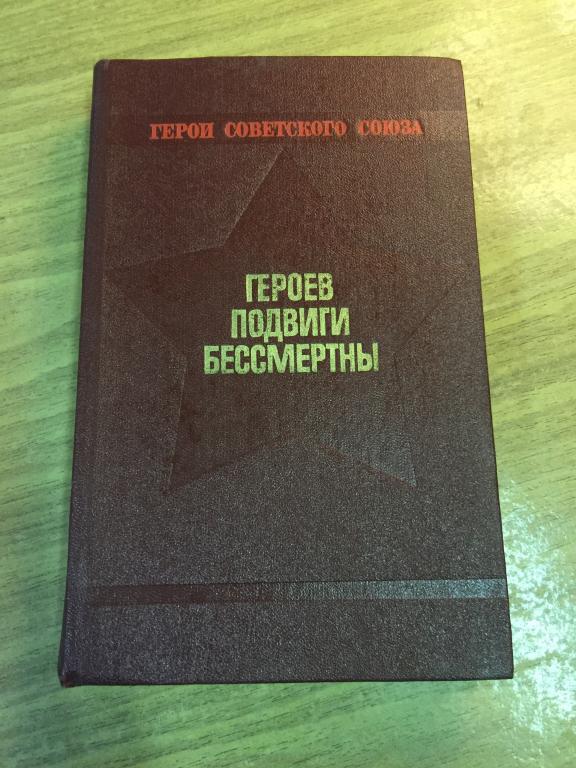 ГЕРОИ СОВЕТСКОГО СОЮЗА
ГЕРОЕВ
ПОДВИГИ
БЕССМЕРТНЫ